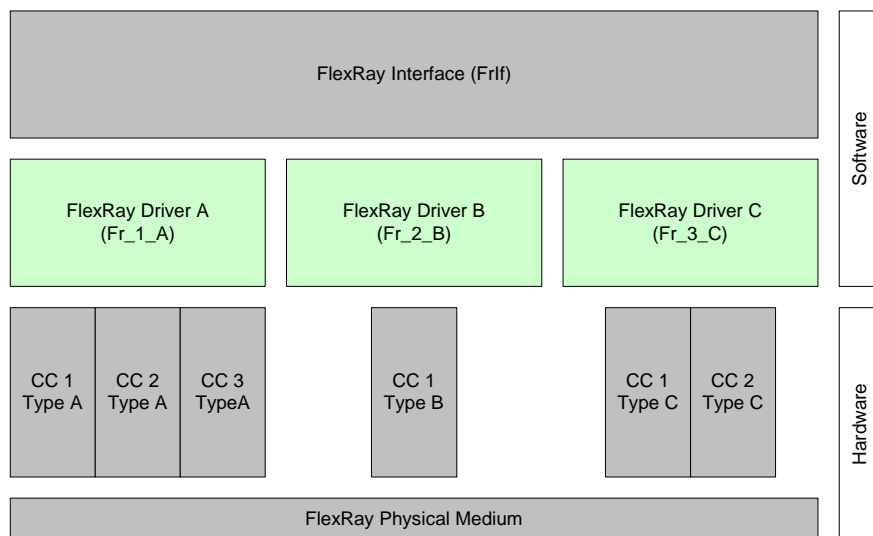 FlexRay Interface (FrIf)
Software
FlexRay Driver A
(Fr_1_A)
FlexRay Driver B
(Fr_2_B)
FlexRay Driver C
(Fr_3_C)
CC 1
Type A
CC 2
Type A
CC 3
TypeA
CC 1
Type B
CC 1
Type C
CC 2
Type C
Hardware
FlexRay Physical Medium